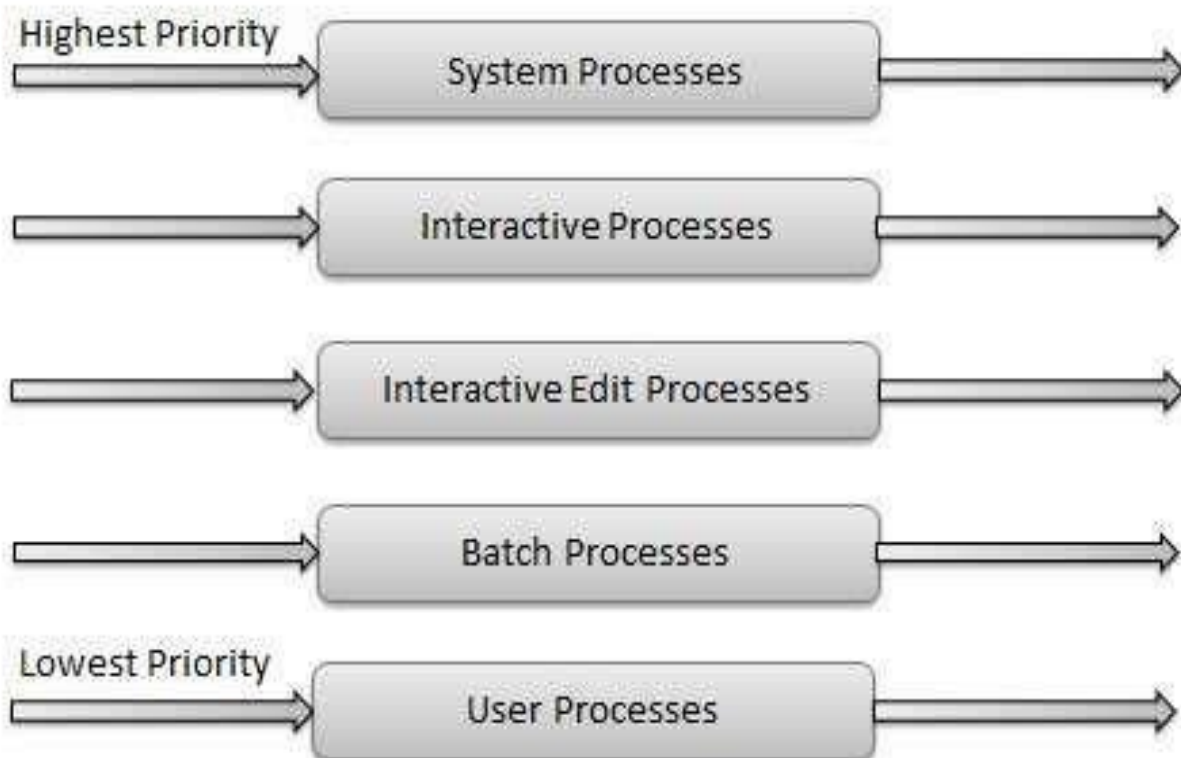 Highest Priority
System Processes
Interactive Processes
Interactive Edit Processes
Batch Processes
Lowest Priority
User Processes